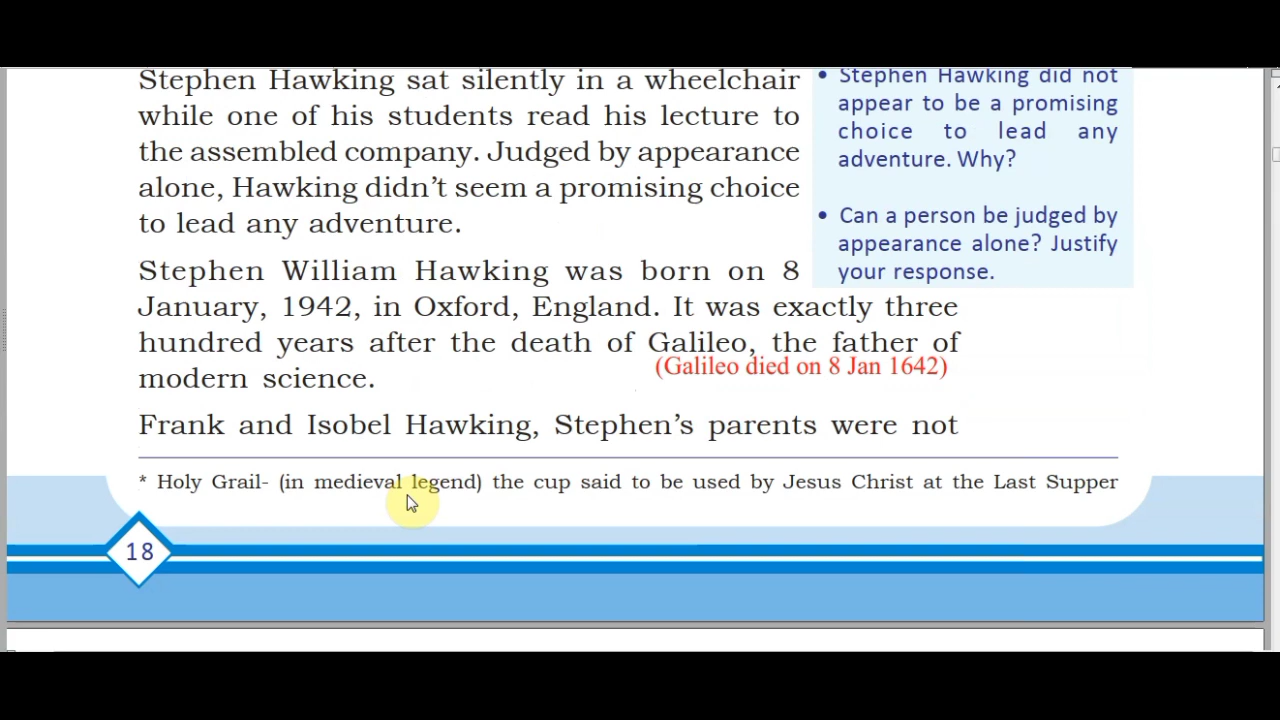 Stephen Hawking sat silently in a wheelchair
while one of his students read his lecture to
the assembled company. Judged by appearance
alone, Hawking didn't seem a promising choice
to lead any adventure.
• Stephen Hawking did not
appear to be a promising
choice to lead any
adventure. Why?
• Can a person be judged by
appearance alone? Justify
your response.
Stephen William Hawking was born on 8
January, 1942, in Oxford, England. It was exactly three
hundred years after the death of Galileo, the father of
(Galileo died on 8 Jan 1642)
modern science.
Frank and Isobel Hawking, Stephen's parents were not
* Holy Grail- (in medieval legend) the cup said to be used by Jesus Christ at the Last Supper
18